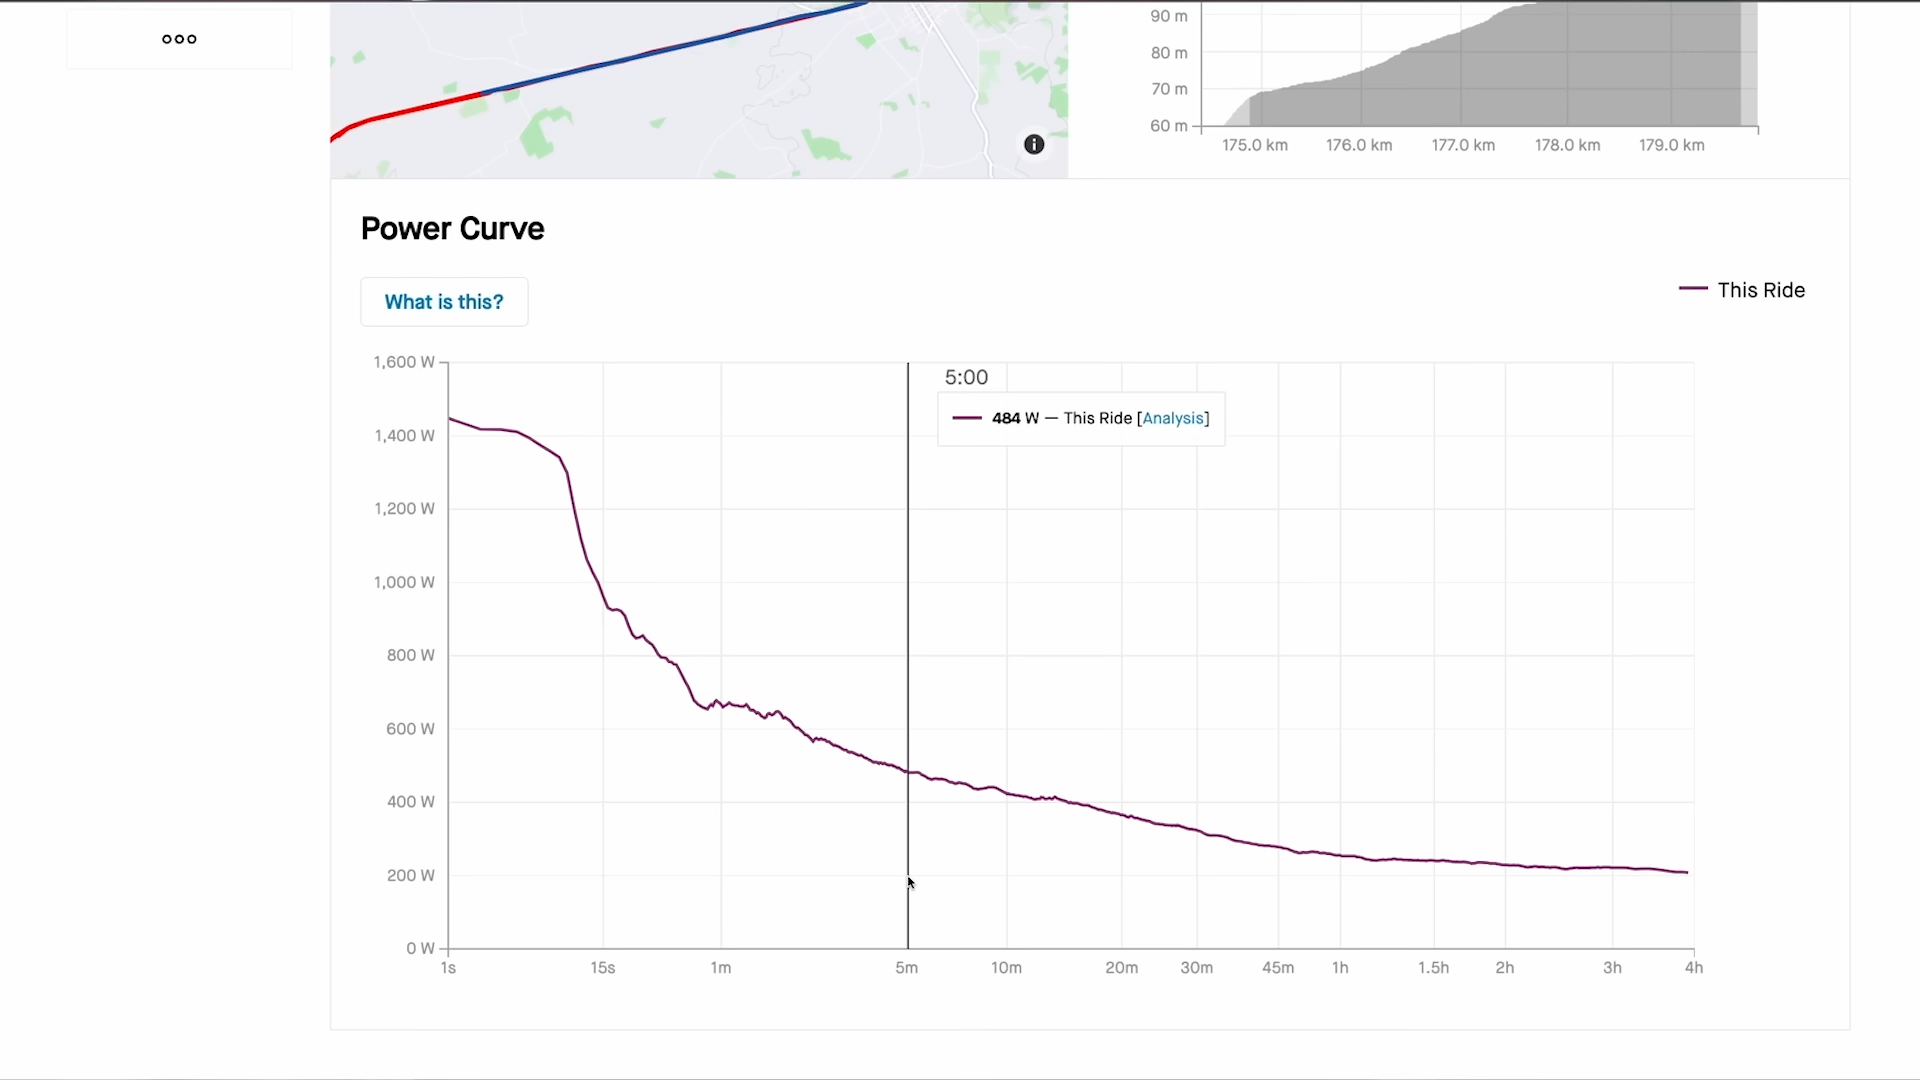 90 m
80 m
70 m
60 m
175.0 km 176.0 km 177.0 km 178.0 km 179.0 km
Power Curve
What is this?
This Ride
1,600 W
1,400 W
1,200 W
1,000 W
800 W
600 W
400 W
200 W
0 W
5:00
484 W — This Ride [Analysis]
1s 15s 1m 5m 10m 20m 30m 45m 1h 1.5h 2h 3h 4h